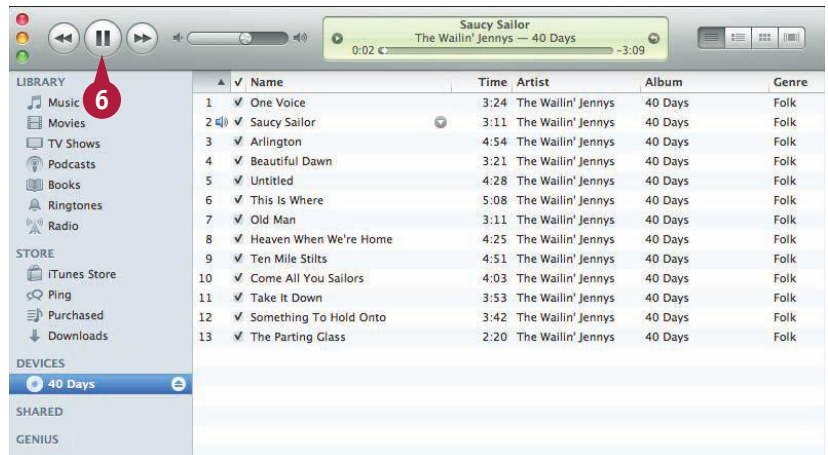 Saucy Sailor
The Wailin' Jennys — 40 Days
0:02 -3:09
6
LIBRARY
Music
Movies
TV Shows
Podcasts
Books
Ringtones
Radio
STORE
iTunes Store
Ping
Purchased
Downloads
DEVICES
40 Days
SHARED
GENIUS
Name Time Artist Album Genre
1 One Voice 3:24 The Wailin' Jennys 40 Days Folk
2 Saucy Sailor 3:11 The Wailin' Jennys 40 Days Folk
3 Arlington 4:54 The Wailin' Jennys 40 Days Folk
4 Beautiful Dawn 3:21 The Wailin' Jennys 40 Days Folk
5 Untitled 4:28 The Wailin' Jennys 40 Days Folk
6 This Is Where 5:08 The Wailin' Jennys 40 Days Folk
7 Old Man 3:11 The Wailin' Jennys 40 Days Folk
8 Heaven When We're Home 4:25 The Wailin' Jennys 40 Days Folk
9 Ten Mile Stilts 4:51 The Wailin' Jennys 40 Days Folk
10 Come All You Sailors 4:03 The Wailin' Jennys 40 Days Folk
11 Take It Down 3:53 The Wailin' Jennys 40 Days Folk
12 Something To Hold Onto 3:42 The Wailin' Jennys 40 Days Folk
13 The Parting Glass 2:20 The Wailin' Jennys 40 Days Folk